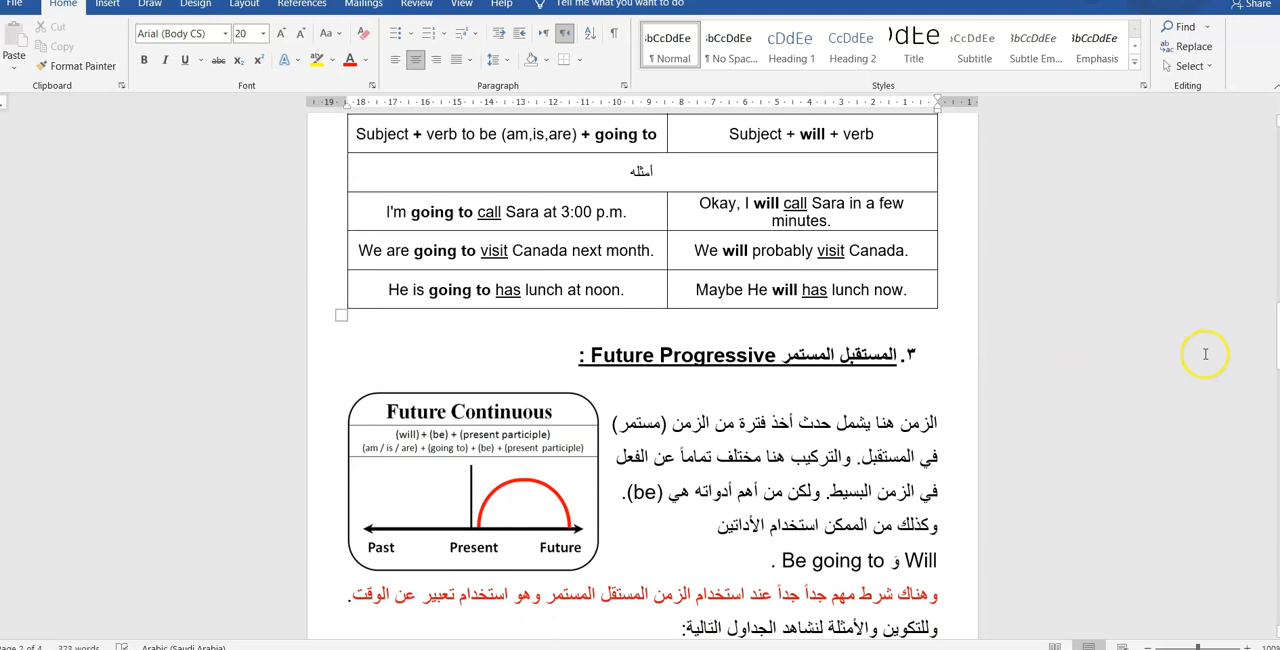 File Home Insert Draw Design Layout References Mailings Review View Help Tell me what you want to do Share
Paste Cut Copy Format Painter Clipboard
Arial (Body CS) 20 Font
Paragraph
Normal No Spac... Heading 1 Heading 2 Title Subtitle Subtle Em... Emphasis Styles
Find Replace Select Editing
Subject + verb to be (am,is,are) + going to
Subject + will + verb
أمثله
I'm going to call Sara at 3:00 p.m.
Okay, I will call Sara in a few
minutes.
We are going to visit Canada next month.
We will probably visit Canada.
He is going to has lunch at noon.
Maybe He will has lunch now.
٣. المستقبل المستمر Future Progressive :
Future Continuous
(will) + (be) + (present participle)
(am / is / are) + (going to) + (be) + (present participle)
Past Present Future
الزمن هنا يشمل حدث أخذ فترة من الزمن (مستمر)
في المستقبل. والتركيب هنا مختلف تماماً عن الفعل
في الزمن البسيط. ولكن من أهم أدواته هي (be).
وكذلك من الممكن استخدام الأداتين
Will وَ Be going to .
وهناك شرط مهم جداً جداً عند استخدام الزمن المستقل المستمر وهو استخدام تعبير عن الوقت.
وللتكوين والأمثلة لنشاهد الجداول التالية:
Page 2 of 4 323 words Arabic (Saudi Arabia) 100%